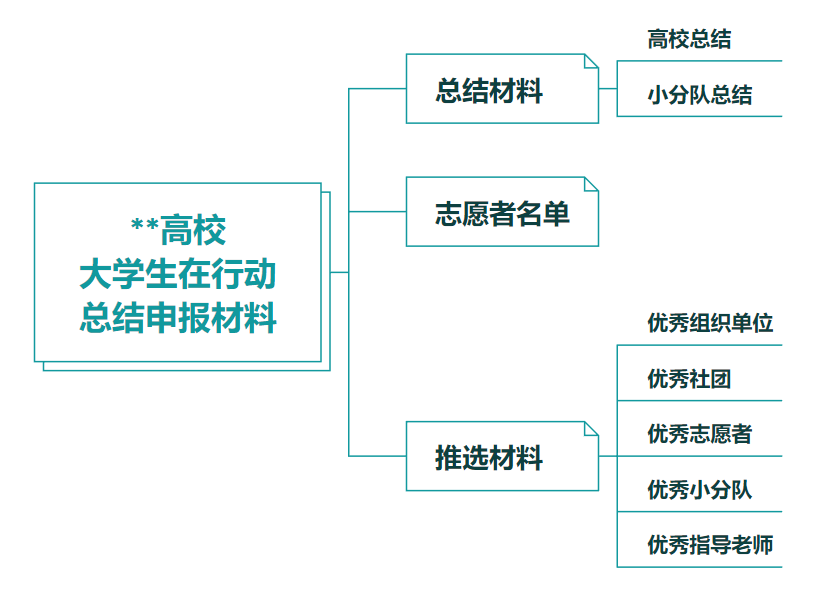 **高校
大学生在行动
总结申报材料
总结材料
高校总结
小分队总结
志愿者名单
推选材料
优秀组织单位
优秀社团
优秀志愿者
优秀小分队
优秀指导老师